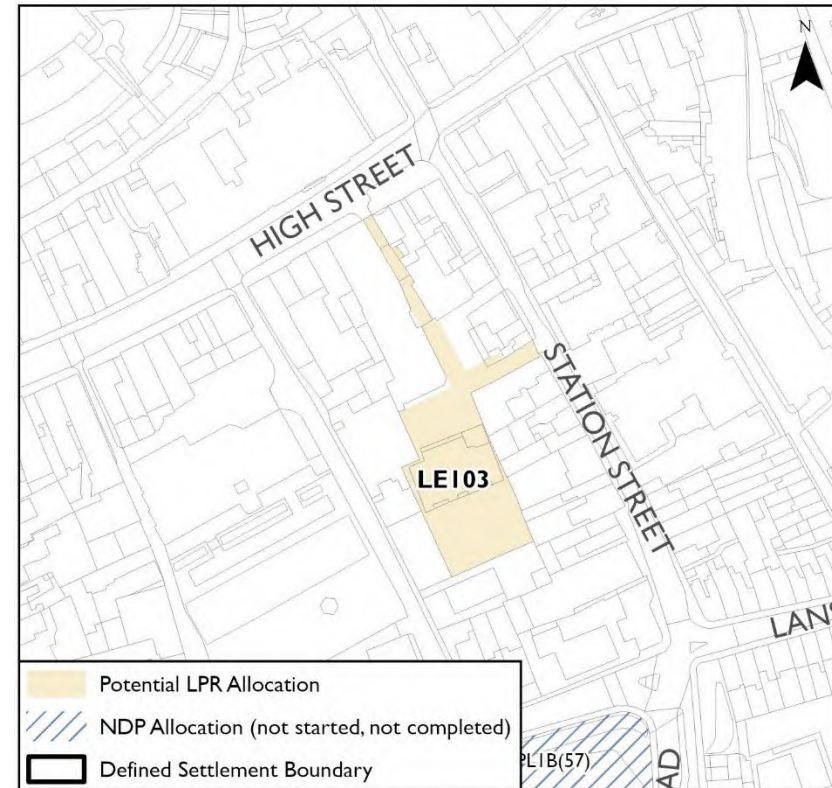 N
HIGH STREET
STATION STREET
LE103
LANS
Potential LPR Allocation
NDP Allocation (not started, not completed)
Defined Settlement Boundary
PL1B(57)
AD